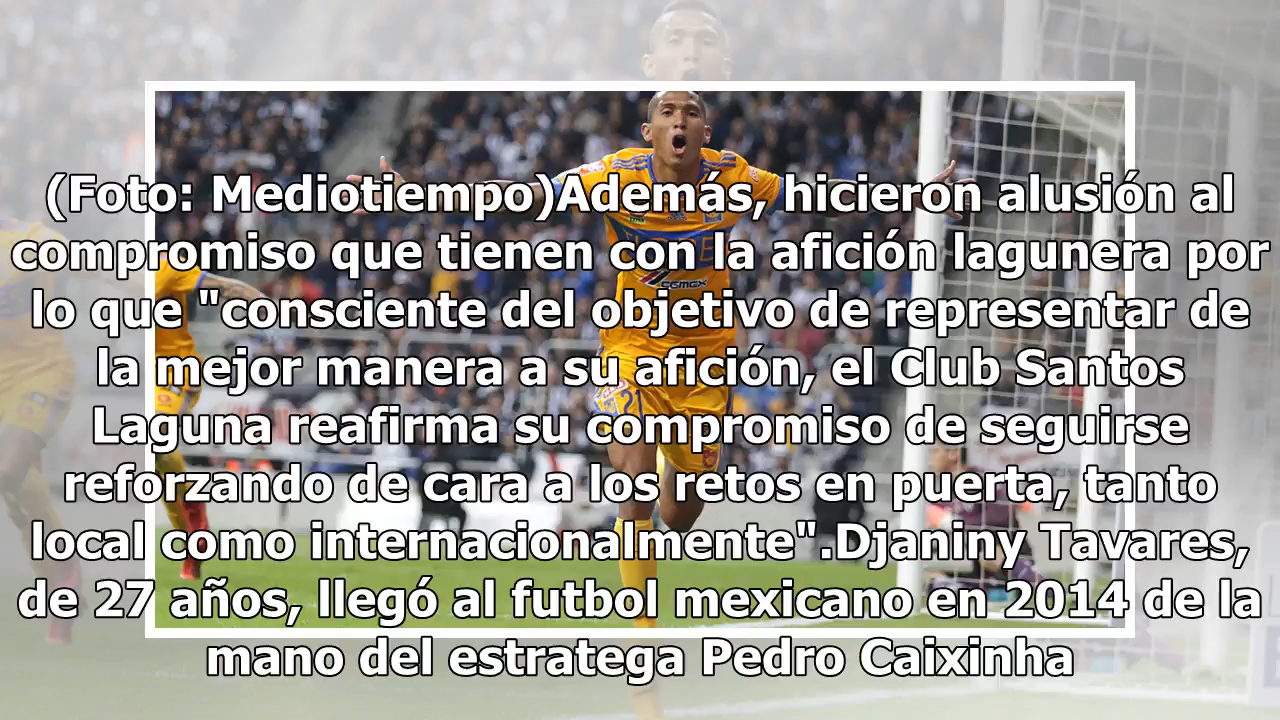 (Foto: Mediotiempo)Además, hicieron alusión al
compromiso que tienen con la afición lagunera por
lo que "consciente del objetivo de representar de
la mejor manera a su afición, el Club Santos
Laguna reafirma su compromiso de seguirse
reforzando de cara a los retos en puerta, tanto
local como internacionalmente".Djaniny Tavares,
de 27 años, llegó al futbol mexicano en 2014 de la
mano del estratega Pedro Caixinha
CEMEX
21